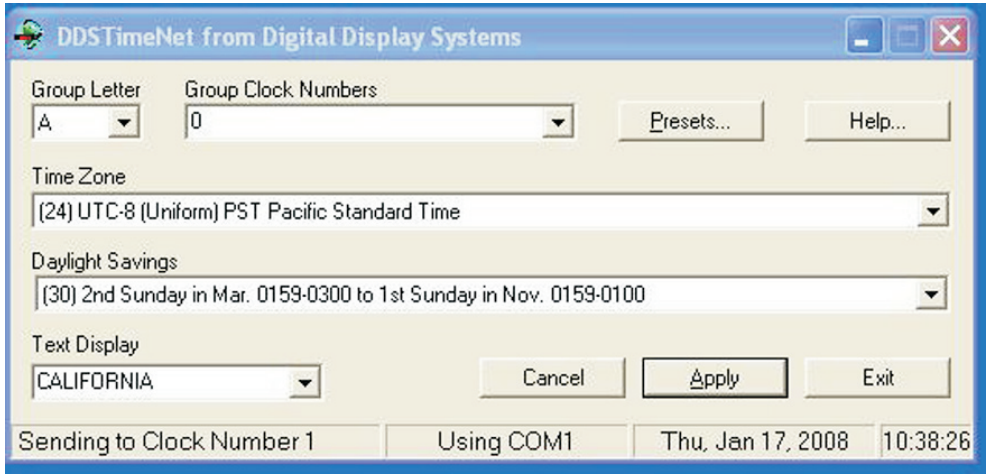 DDSTimeNet from Digital Display Systems
Group Letter Group Clock Numbers
A 0 Presets... Help...
Time Zone
(24) UTC-8 (Uniform) PST Pacific Standard Time
Daylight Savings
(30) 2nd Sunday in Mar. 0159-0300 to 1st Sunday in Nov. 0159-0100
Text Display
CALIFORNIA Cancel Apply Exit
Sending to Clock Number 1 Using COM1 Thu, Jan 17, 2008 10:38:26